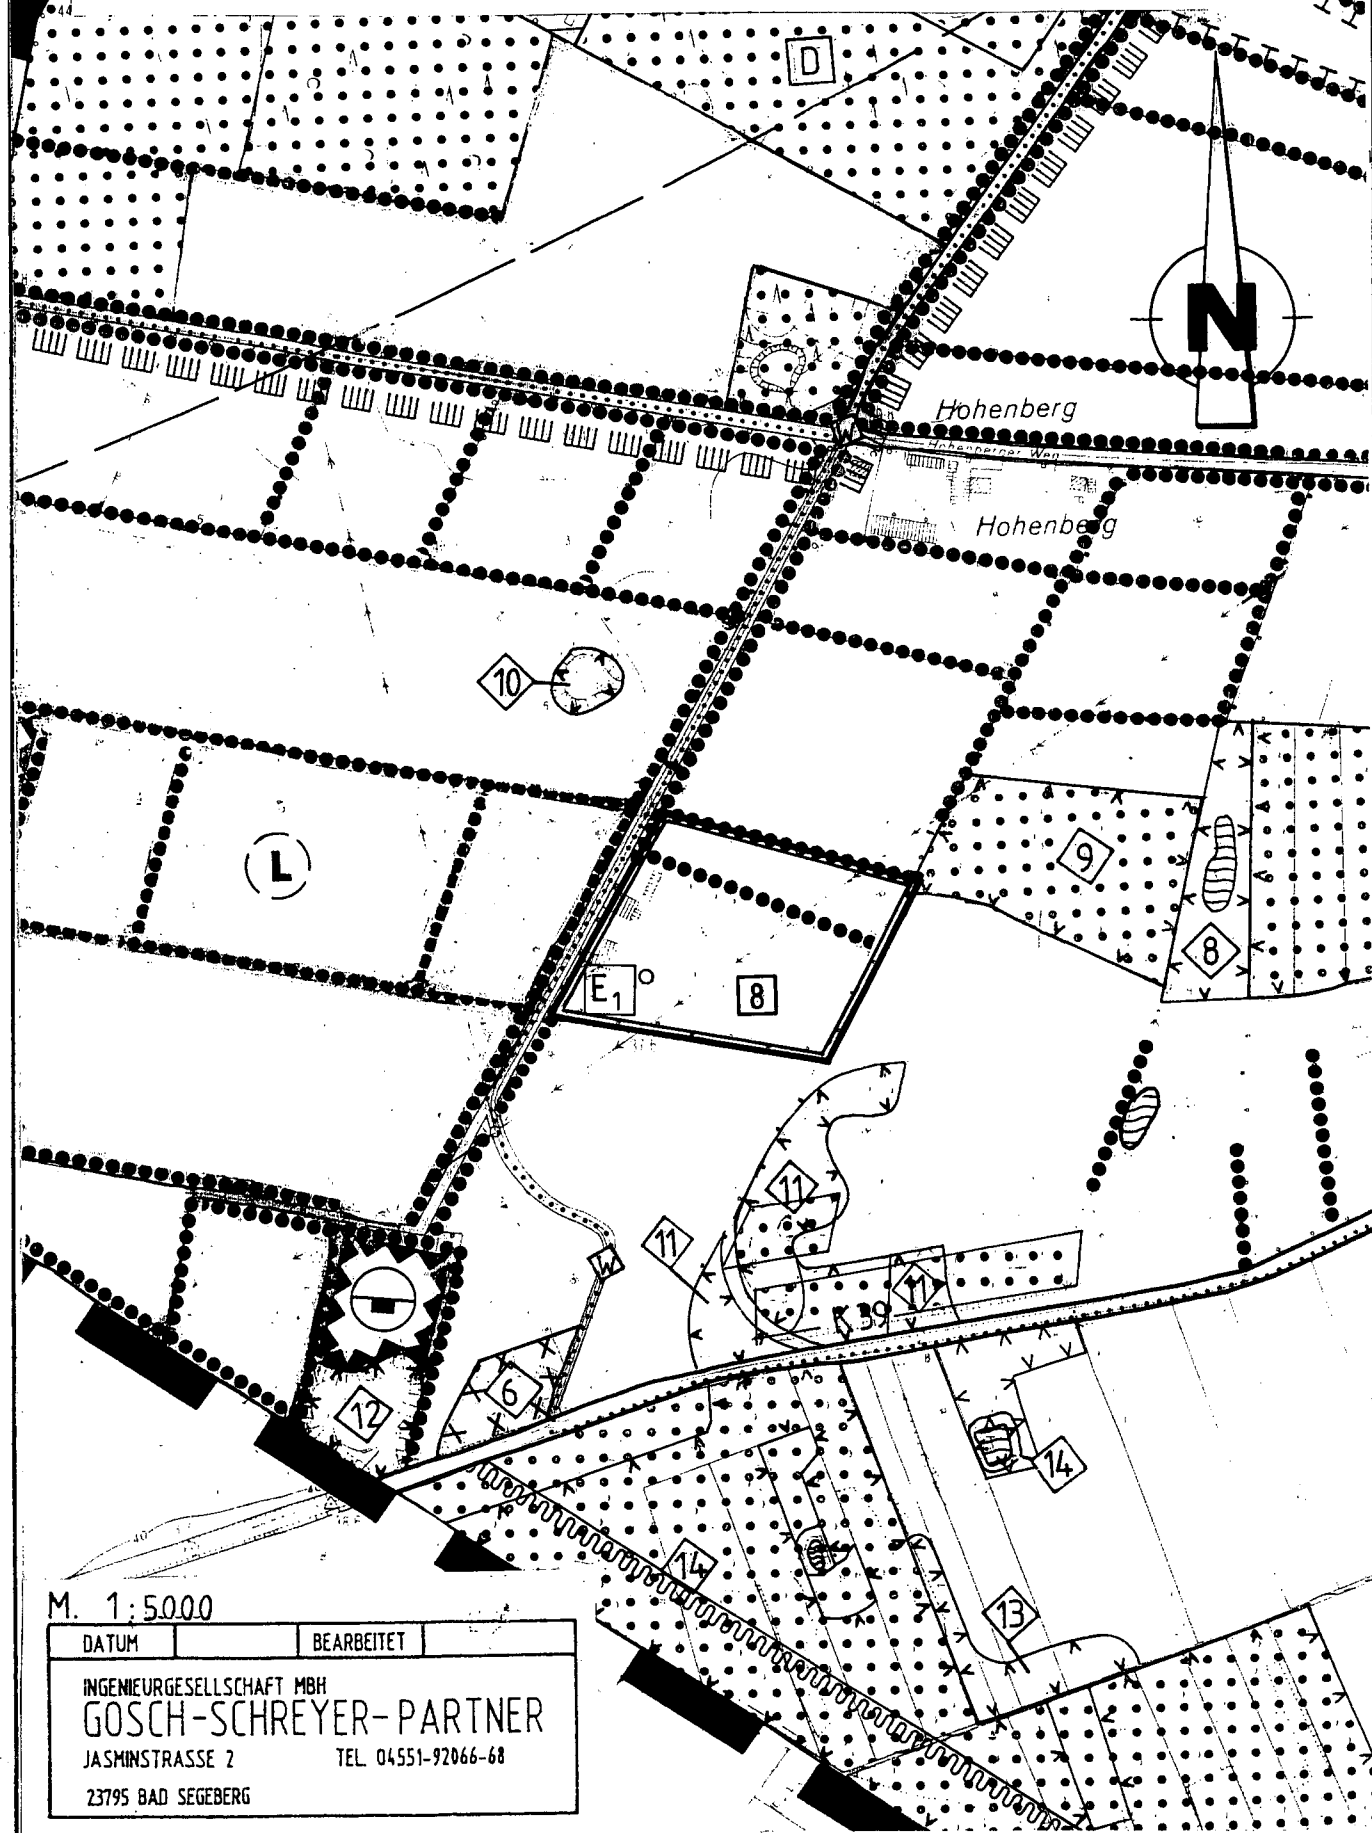 44
D
N
Hohenberg
W
Hohenberger Weg
Hohenberg
10
9
L
8
E1
8
11
11
W
11
K 39
6
12
14
14
13
M. 1:5000
DATUM BEARBEITET
INGENIEURGESELLSCHAFT MBH
GOSCH-SCHREYER-PARTNER
JASMINSTRASSE 2 TEL 04551-92066-68
23795 BAD SEGEBERG